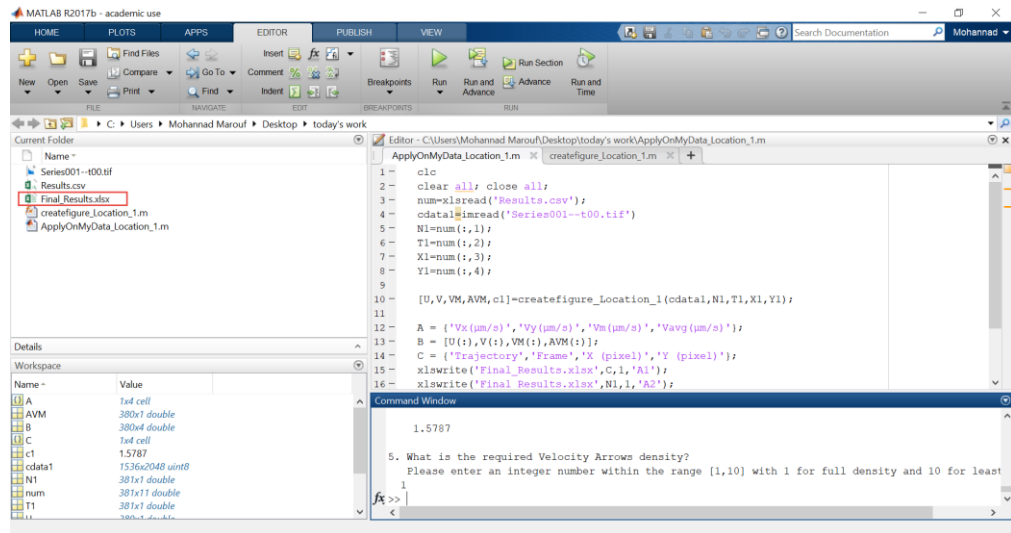 MATLAB R2017b - academic use
HOME PLOTS APPS EDITOR PUBLISH VIEW Search Documentation Mohannad
New Open Save Find Files Compare Print
Go To Find
Insert fx Comment Indent
Breakpoints Run Run and Advance Run Section Advance Run and Time
FILE NAVIGATE EDIT BREAKPOINTS RUN
C: Users Mohannad Marouf Desktop today's work
Current Folder
Name
Series001--t00.tif
Results.csv
Final_Results.xlsx
createfigure_Location_1.m
ApplyOnMyData_Location_1.m
Details
Workspace
Name Value
A 1x4 cell
AVM 380x1 double
B 380x4 double
C 1x4 cell
c1 1.5787
cdata1 1536x2048 uint8
N1 381x1 double
num 381x11 double
T1 381x1 double
U 380x1 double
Editor - C:\Users\Mohannad Marouf\Desktop\today's work\ApplyOnMyData_Location_1.m
ApplyOnMyData_Location_1.m createfigure_Location_1.m +
1 clc
2 clear all; close all;
3 num=xlsread('Results.csv');
4 cdata1=imread('Series001--t00.tif')
5 N1=num(:,1);
6 T1=num(:,2);
7 X1=num(:,3);
8 Y1=num(:,4);
9
10 [U,V,VM,AVM,c1]=createfigure_Location_1(cdata1,N1,T1,X1,Y1);
11
12 A = {'Vx(µm/s)','Vy(µm/s)','Vm(µm/s)','Vavg(µm/s)'};
13 B = [U(:),V(:),VM(:),AVM(:)];
14 C = {'Trajectory','Frame','X (pixel)','Y (pixel)'};
15 xlswrite('Final_Results.xlsx',C,1,'A1');
16 xlswrite('Final_Results.xlsx',N1,1,'A2');
Command Window
1.5787
5. What is the required Velocity Arrows density?
Please enter an integer number within the range [1,10] with 1 for full density and 10 for least
1
fx >>